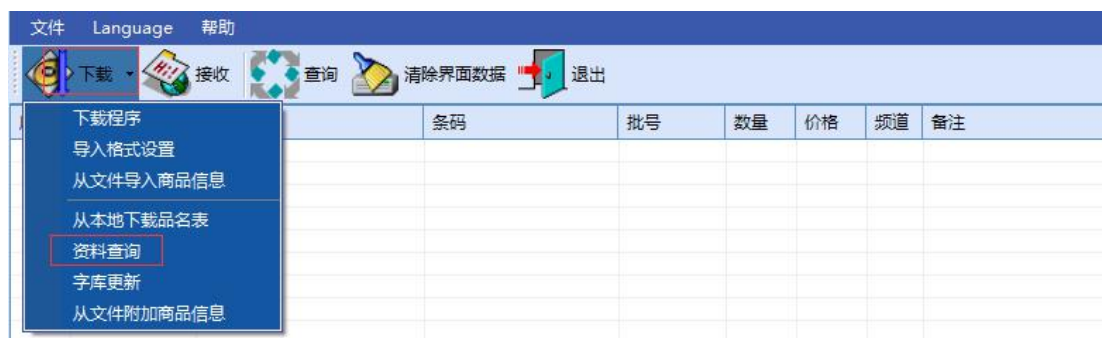 文件 Language 帮助
下载 接收 查询 清除界面数据 退出
条码 批号 数量 价格 频道 备注
下载程序
导入格式设置
从文件导入商品信息
从本地下载品名表
资料查询
字库更新
从文件附加商品信息